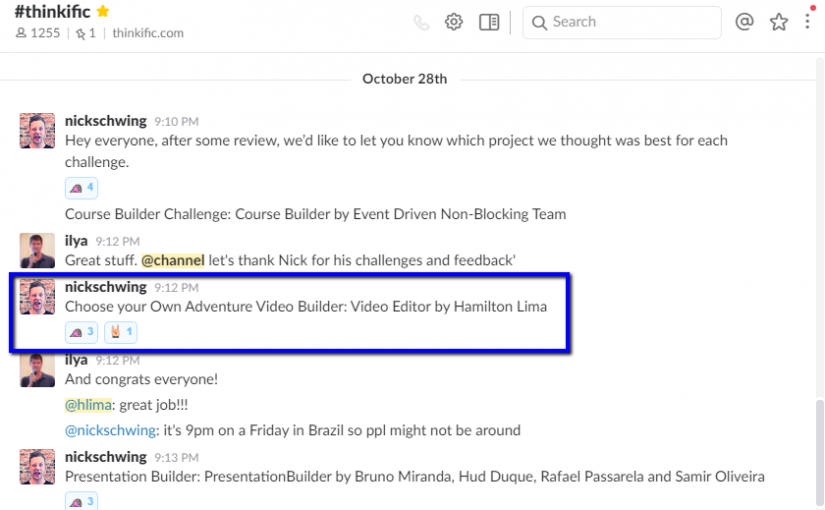 #thinkific
1255 | 1 | thinkific.com
Search
October 28th
nickschwing 9:10 PM
Hey everyone, after some review, we'd like to let you know which project we thought was best for each
challenge.
4
Course Builder Challenge: Course Builder by Event Driven Non-Blocking Team
ilya 9:12 PM
Great stuff. @channel let's thank Nick for his challenges and feedback'
nickschwing 9:12 PM
Choose your Own Adventure Video Builder: Video Editor by Hamilton Lima
3 1
ilya 9:12 PM
And congrats everyone!
@hlima: great job!!!
@nickschwing: it's 9pm on a Friday in Brazil so ppl might not be around
nickschwing 9:13 PM
Presentation Builder: PresentationBuilder by Bruno Miranda, Hud Duque, Rafael Passarela and Samir Oliveira
3